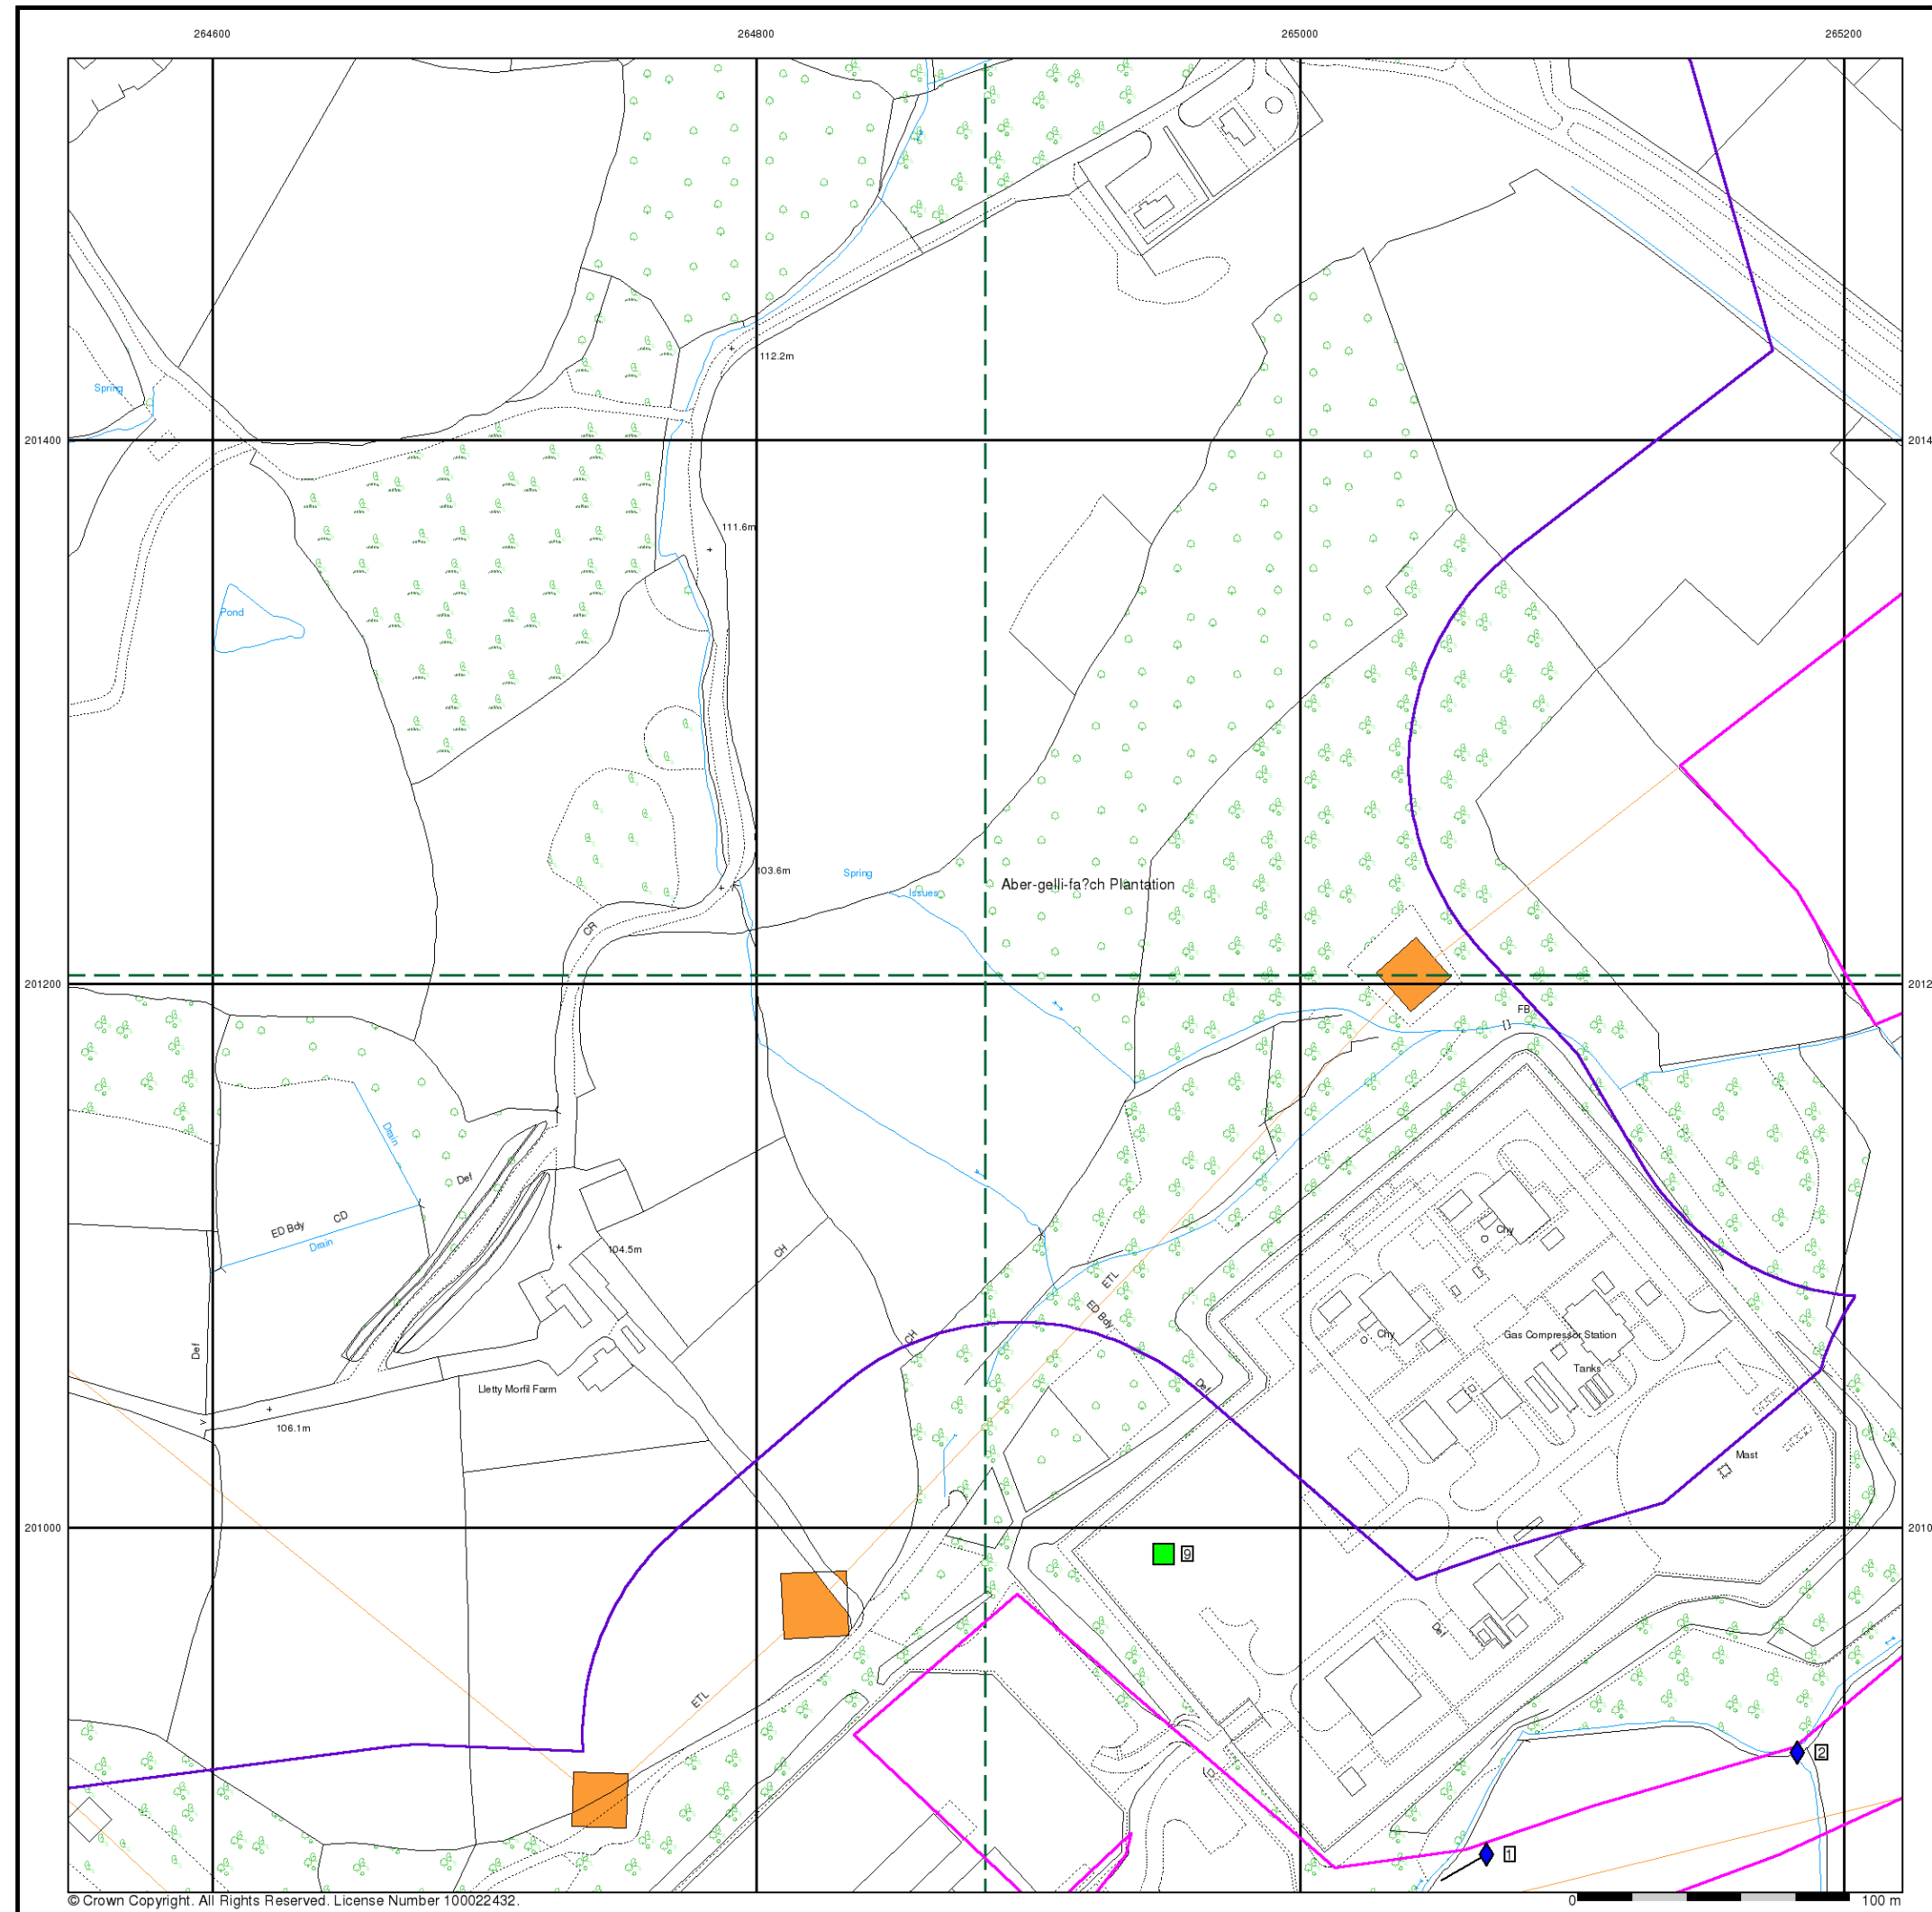 264600
264800
265000
265200
112.2m
Spring
201400
2014
111.6m
Pond
103.6m
Spring
Issues
Aber-gelli-fa?ch Plantation
CR
201200
2012
FB
Drain
Def
ED Bdy
CD
Drain
104.5m
CH
Chy
ETL
ED Bdy
CH
Chy
Gas Compressor Station
Def
Tanks
Def
Lletty Morfil Farm
106.1m
Mast
201000
2010
9
Def
ETL
2
1
© Crown Copyright. All Rights Reserved. License Number 100022432.
0
100 m